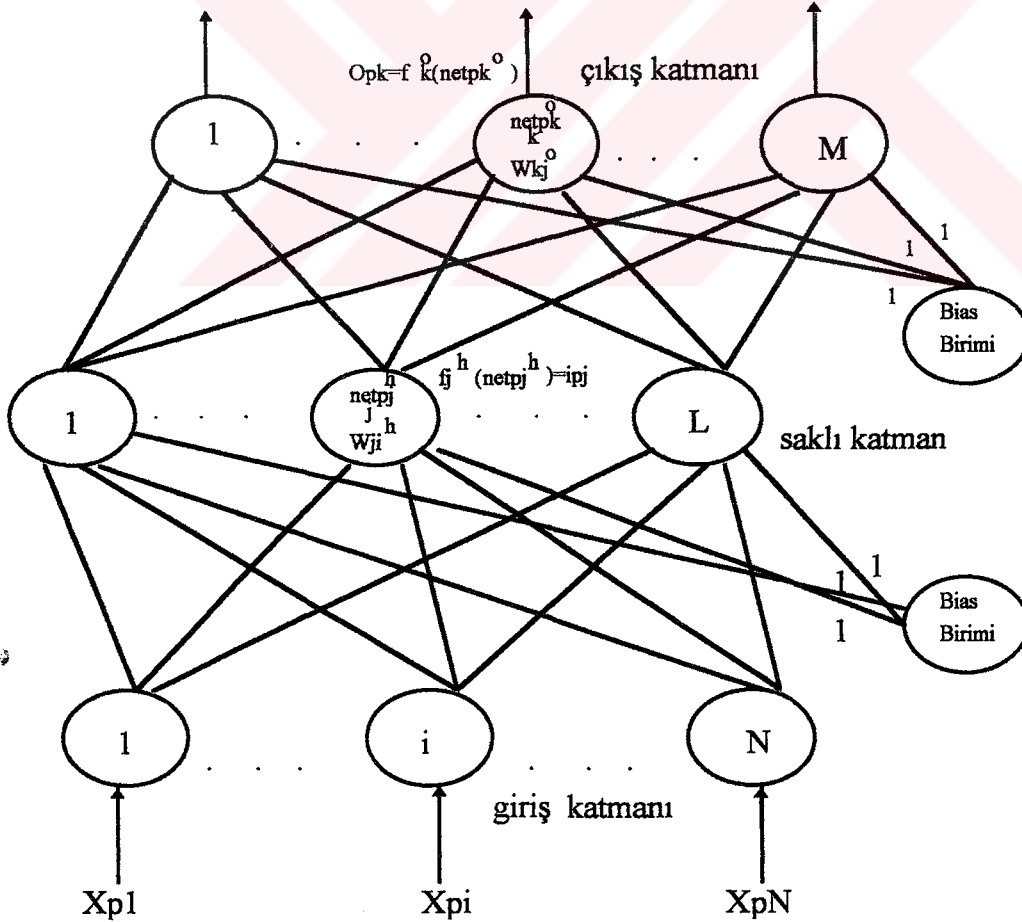 Opk=f k^o(netpk^o) çıkış katmanı
1 . . . netpk^o . . . M
k
Wkj^o
1 1
1
Bias
Birimi
fj^h (netpj^h)=ipj
1 . . . netpj^h . . . L
j
Wji^h
saklı katman
1 1
1
Bias
Birimi
1 . . . i . . . N
giriş katmanı
Xp1 Xpi XpN